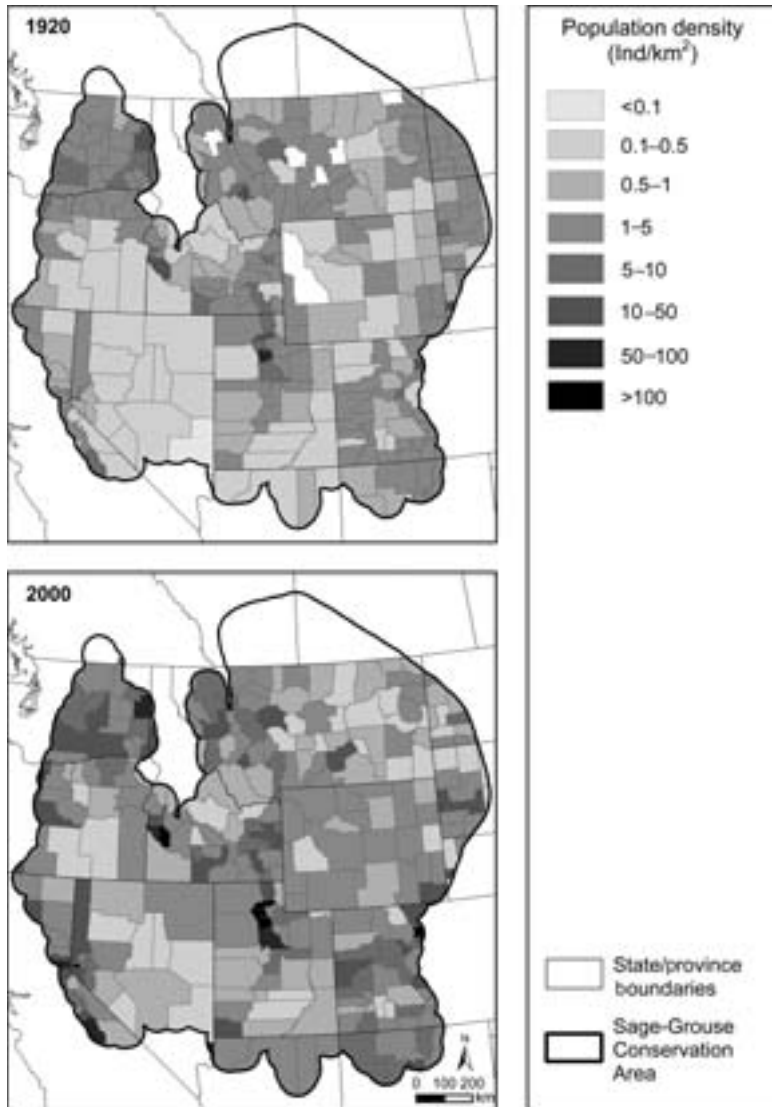 1920
Population density
(Ind/km²)
<0.1
0.1–0.5
0.5–1
1–5
5–10
10–50
50–100
>100
2000
State/province
boundaries
Sage-Grouse
Conservation
Area
N
0 100 200
km